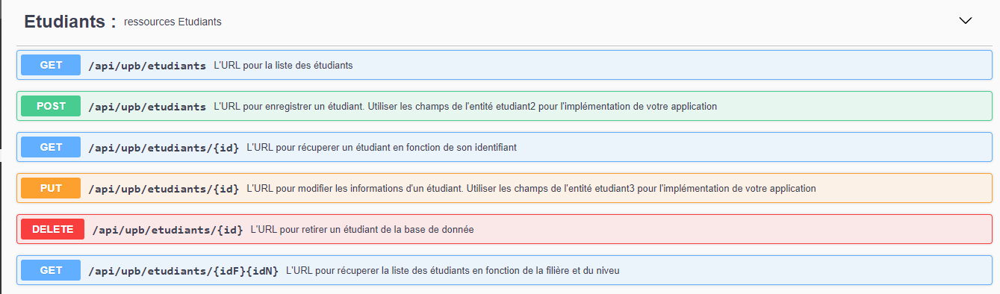 Etudiants : ressources Etudiants
GET /api/upb/etudiants L'URL pour la liste des étudiants
POST /api/upb/etudiants L'URL pour enregistrer un étudiant. Utiliser les champs de l'entité etudiant2 pour l'implémentation de votre application
GET /api/upb/etudiants/{id} L'URL pour récuperer un étudiant en fonction de son identifiant
PUT /api/upb/etudiants/{id} L'URL pour modifier les informations d'un étudiant. Utiliser les champs de l'entité etudiant3 pour l'implémentation de votre application
DELETE /api/upb/etudiants/{id} L'URL pour retirer un étudiant de la base de donnée
GET /api/upb/etudiants/{idF}{idN} L'URL pour récuperer la liste des étudiants en fonction de la filière et du niveu